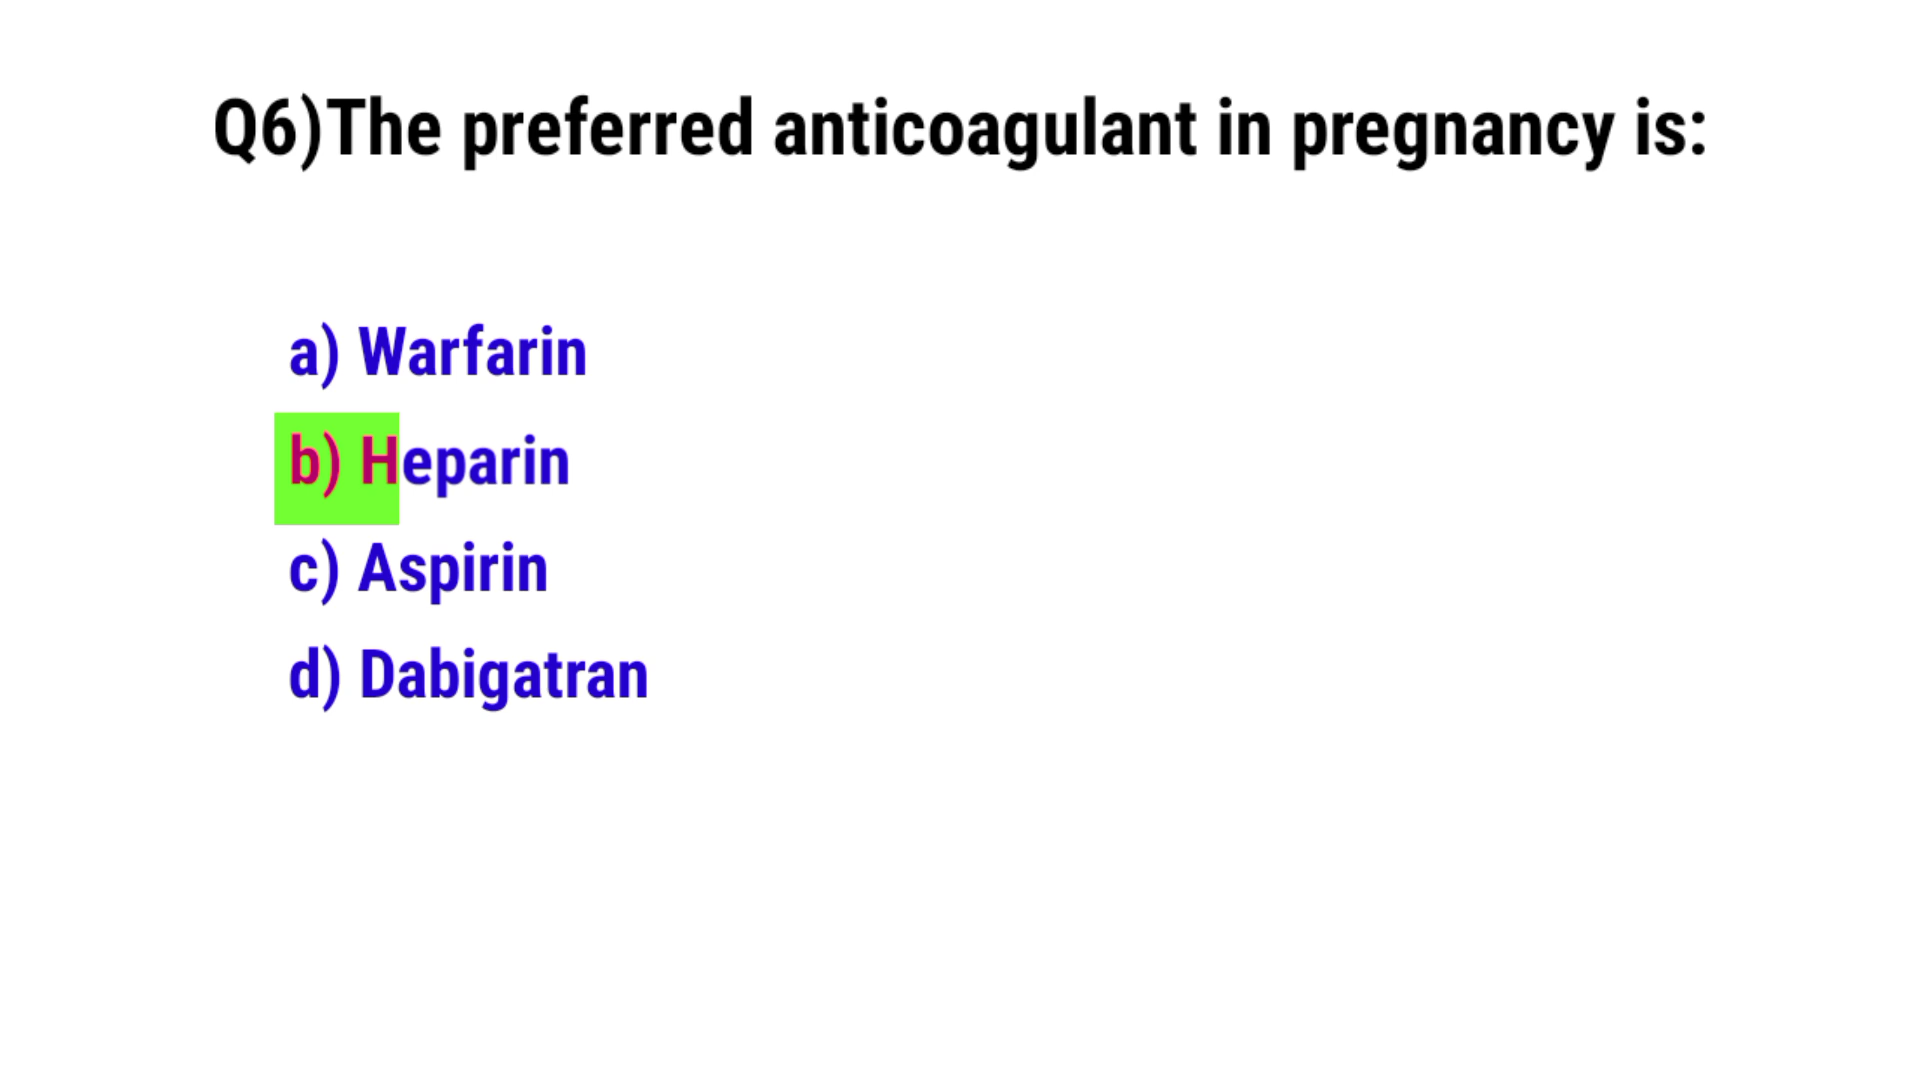 Q6)The preferred anticoagulant in pregnancy is:
a) Warfarin
b) Heparin
c) Aspirin
d) Dabigatran